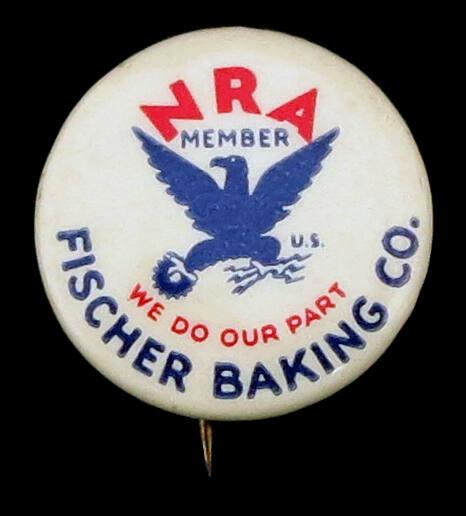 NRA
MEMBER
U.S.
WE DO OUR PART
FISCHER BAKING CO.